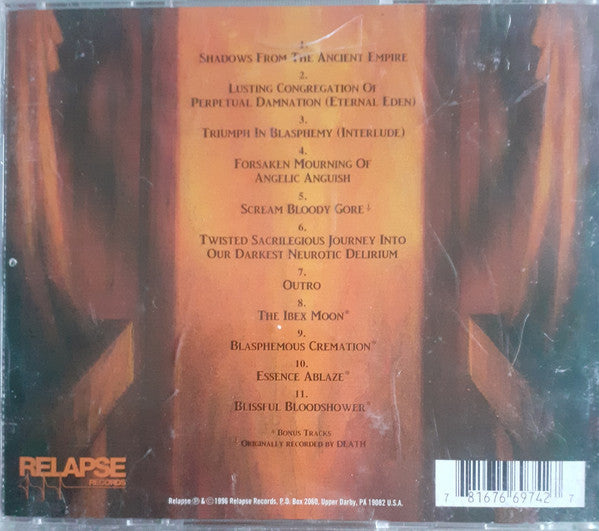 1.
Shadows From The Ancient Empire
2.
Lusting Congregation Of
Perpetual Damnation (Eternal Eden)
3.
Triumph In Blasphemy (Interlude)
4.
Forsaken Mourning Of
Angelic Anguish
5.
Scream Bloody Gore ⸸
6.
Twisted Sacrilegious Journey Into
Our Darkest Neurotic Delirium
7.
Outro
8.
The Ibex Moon*
9.
Blasphemous Cremation*
10.
Essence Ablaze*
11.
Blissful Bloodshower*
* Bonus Tracks
⸸ Originally recorded by DEATH
RELAPSE
RECORDS
Relapse ℗ & © 1996 Relapse Records. P.O. Box 2060, Upper Darby, PA 19082 U.S.A.
7 81676 69742 7